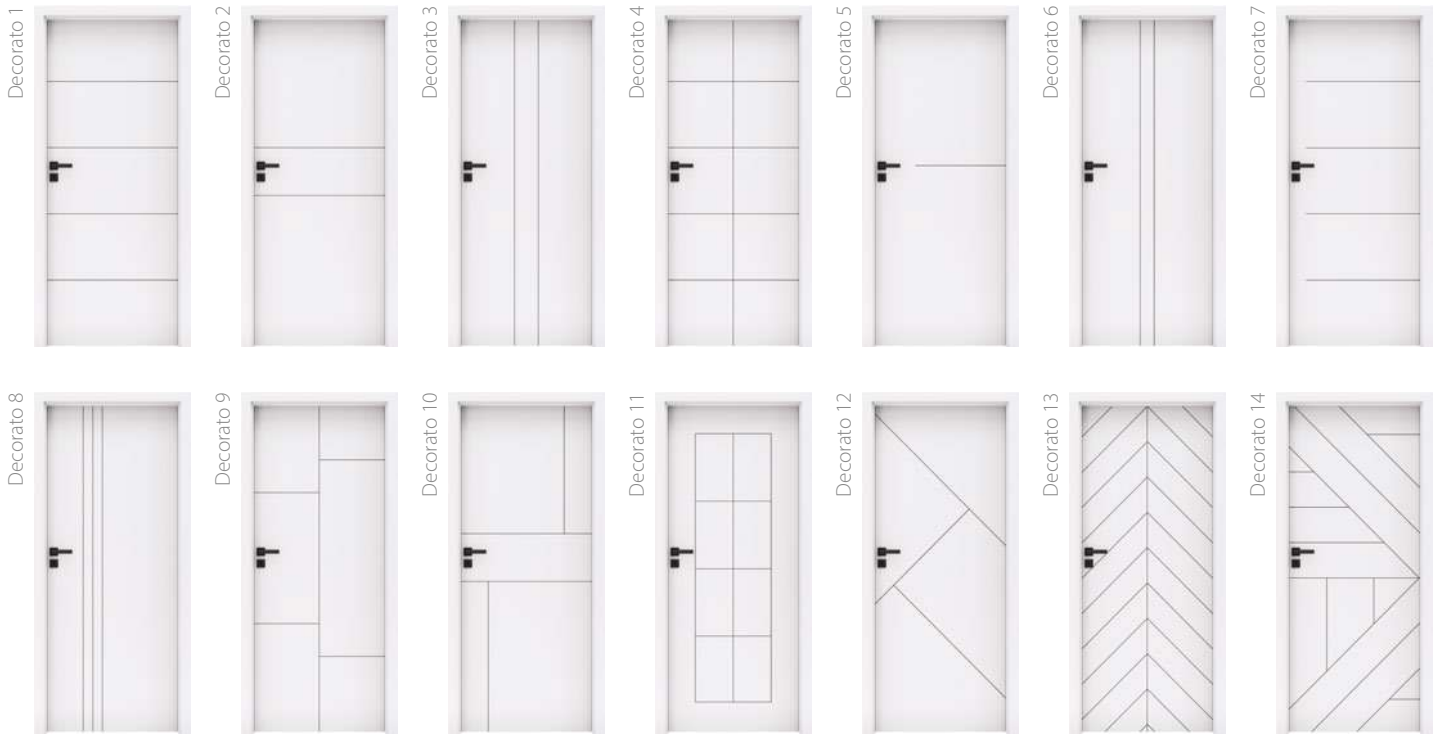 Decorato 1
Decorato 2
Decorato 3
Decorato 4
Decorato 5
Decorato 6
Decorato 7
Decorato 8
Decorato 9
Decorato 10
Decorato 11
Decorato 12
Decorato 13
Decorato 14